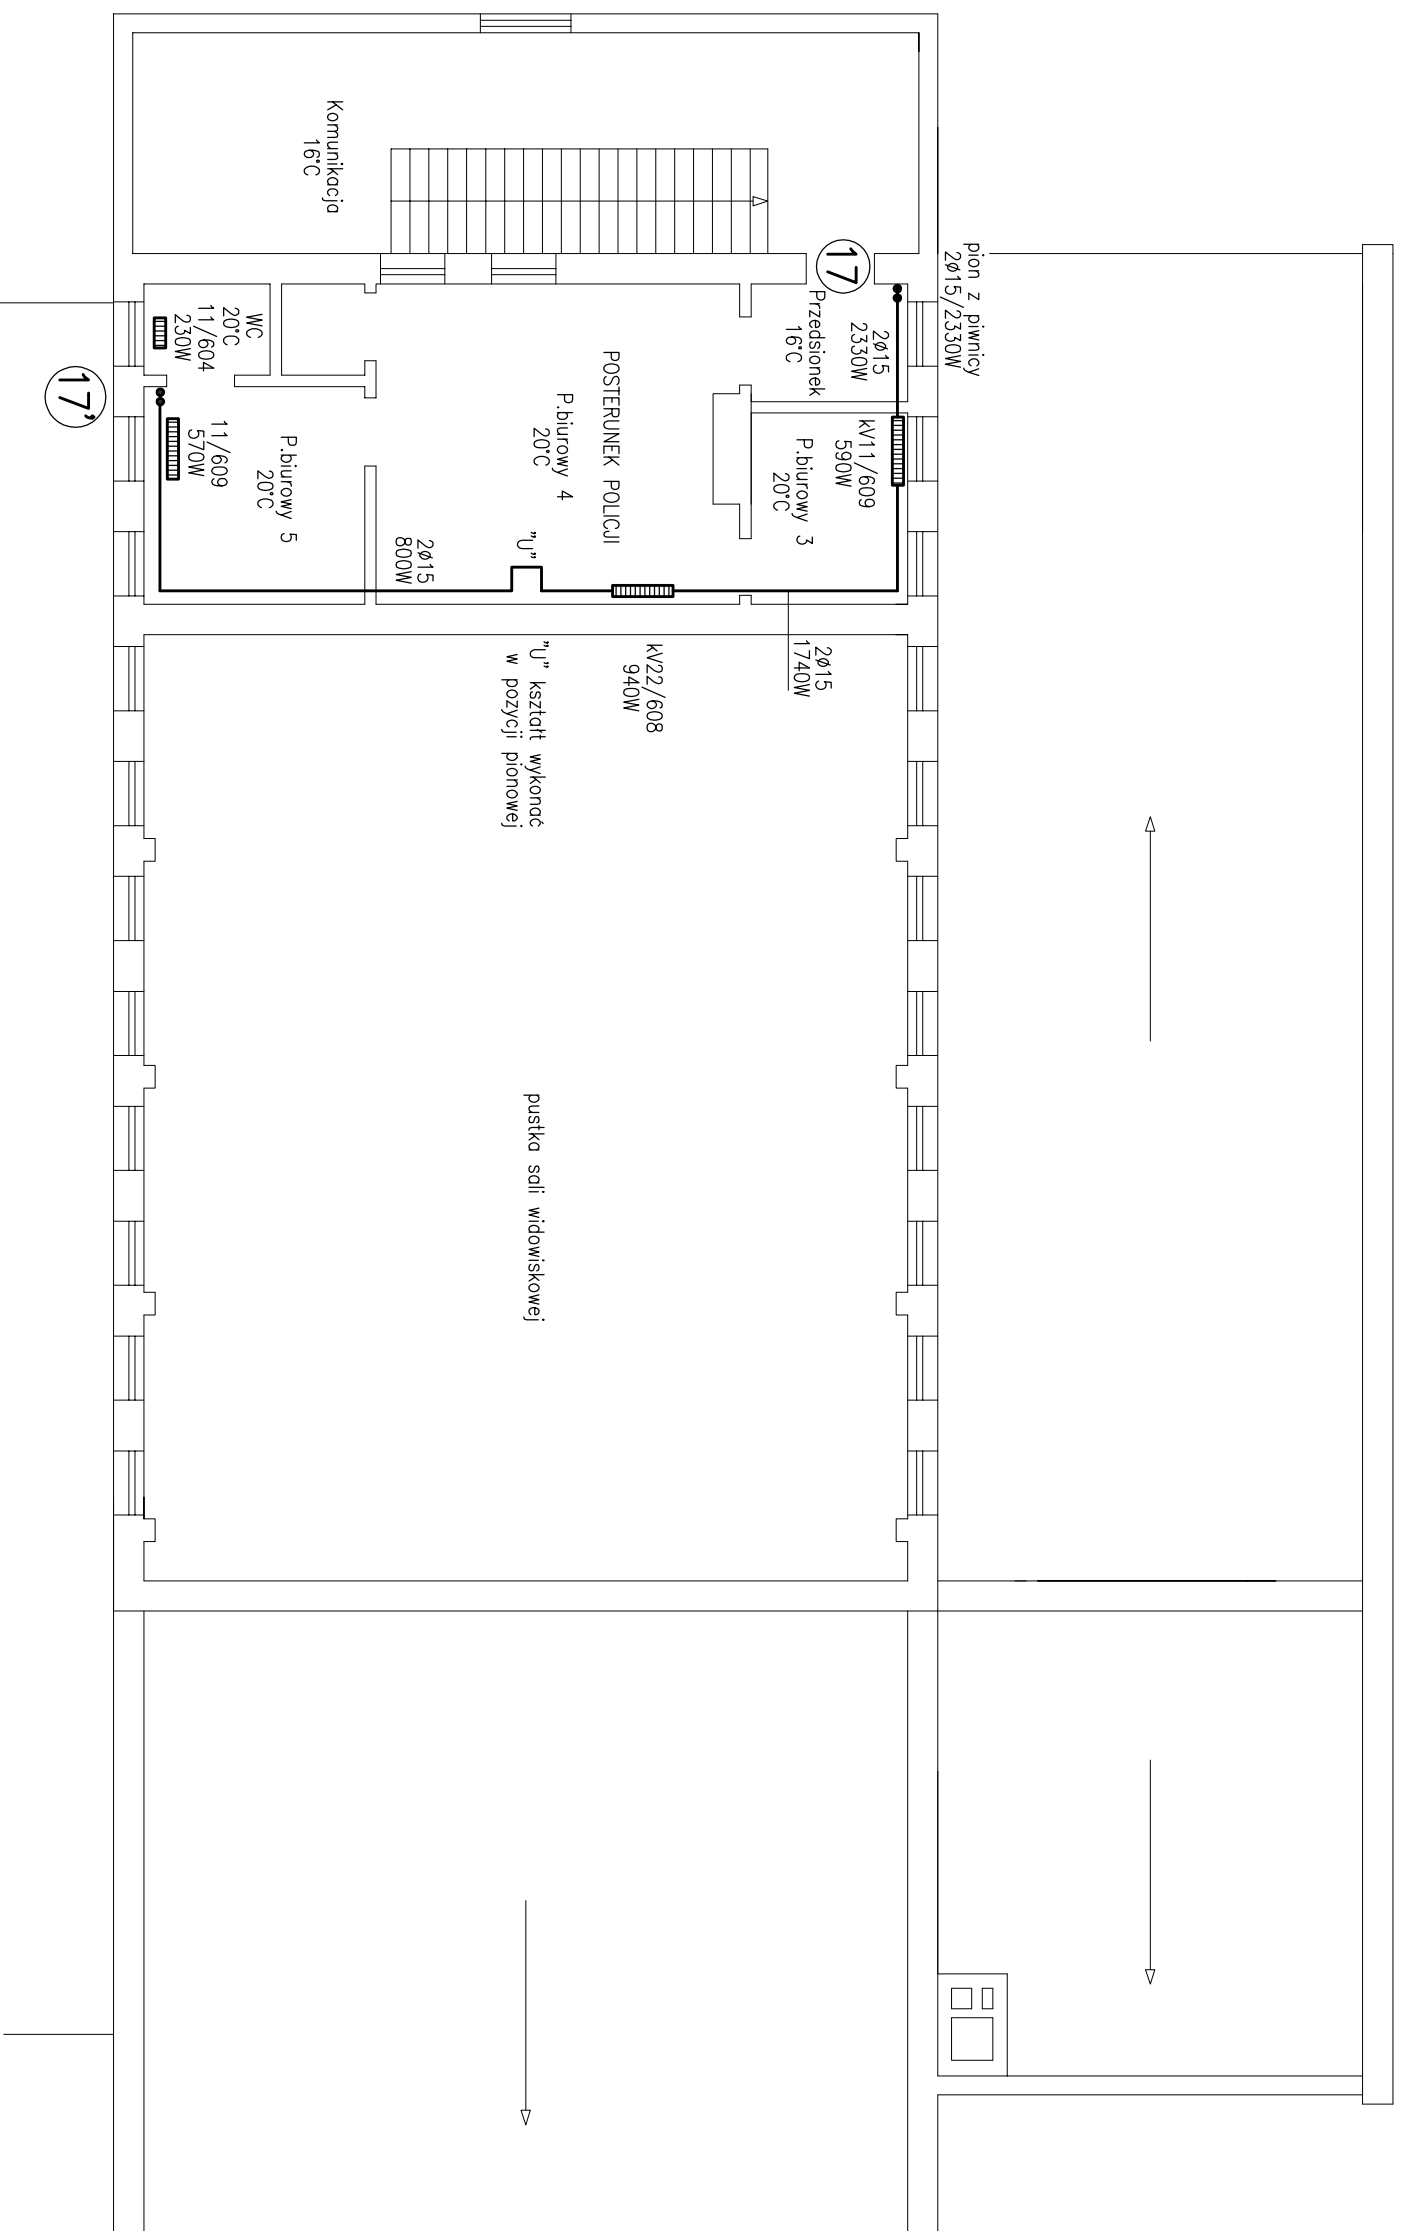 pion z piwnicy
2ø15/2330W
17
2ø15
2330W
Przedsionek
16°C
kV11/609
590W
P.biurowy 3
20°C
2ø15
1740W
Komunikacja
16°C
POSTERUNEK POLICJI
P.biurowy 4
20°C
"U"
kV22/608
940W
"U" kształt wykonać
w pozycji pionowej
pustka sali widowiskowej
2ø15
800W
P.biurowy 5
20°C
WC
20°C
11/604
230W
11/609
570W
17'